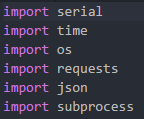 import serial
import time
import os
import requests
import json
import subprocess